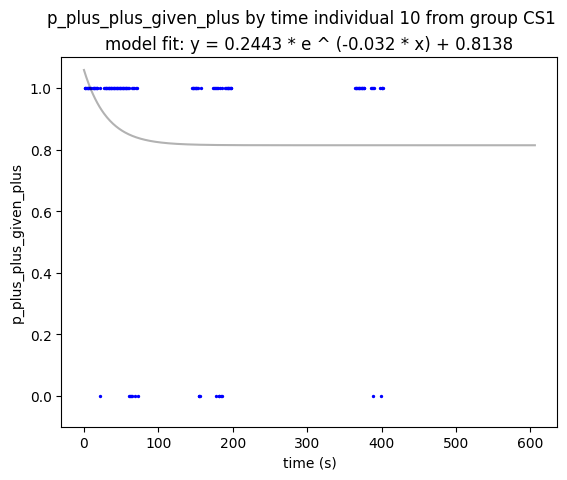 p_plus_plus_given_plus by time individual 10 from group CS1
model fit: y = 0.2443 * e ^ (-0.032 * x) + 0.8138
p_plus_plus_given_plus
1.0
0.8
0.6
0.4
0.2
0.0
0 100 200 300 400 500 600
time (s)